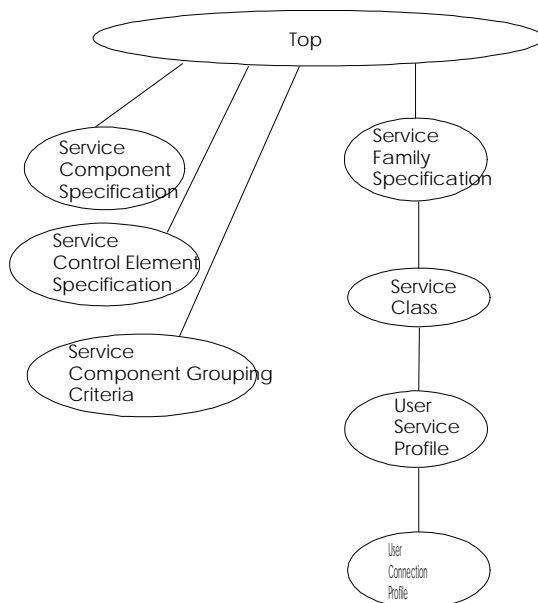 Top
Service
Component
Specification
Service
Control Element
Specification
Service
Component Grouping
Criteria
Service
Family
Specification
Service
Class
User
Service
Profile
User
Connection
Profile